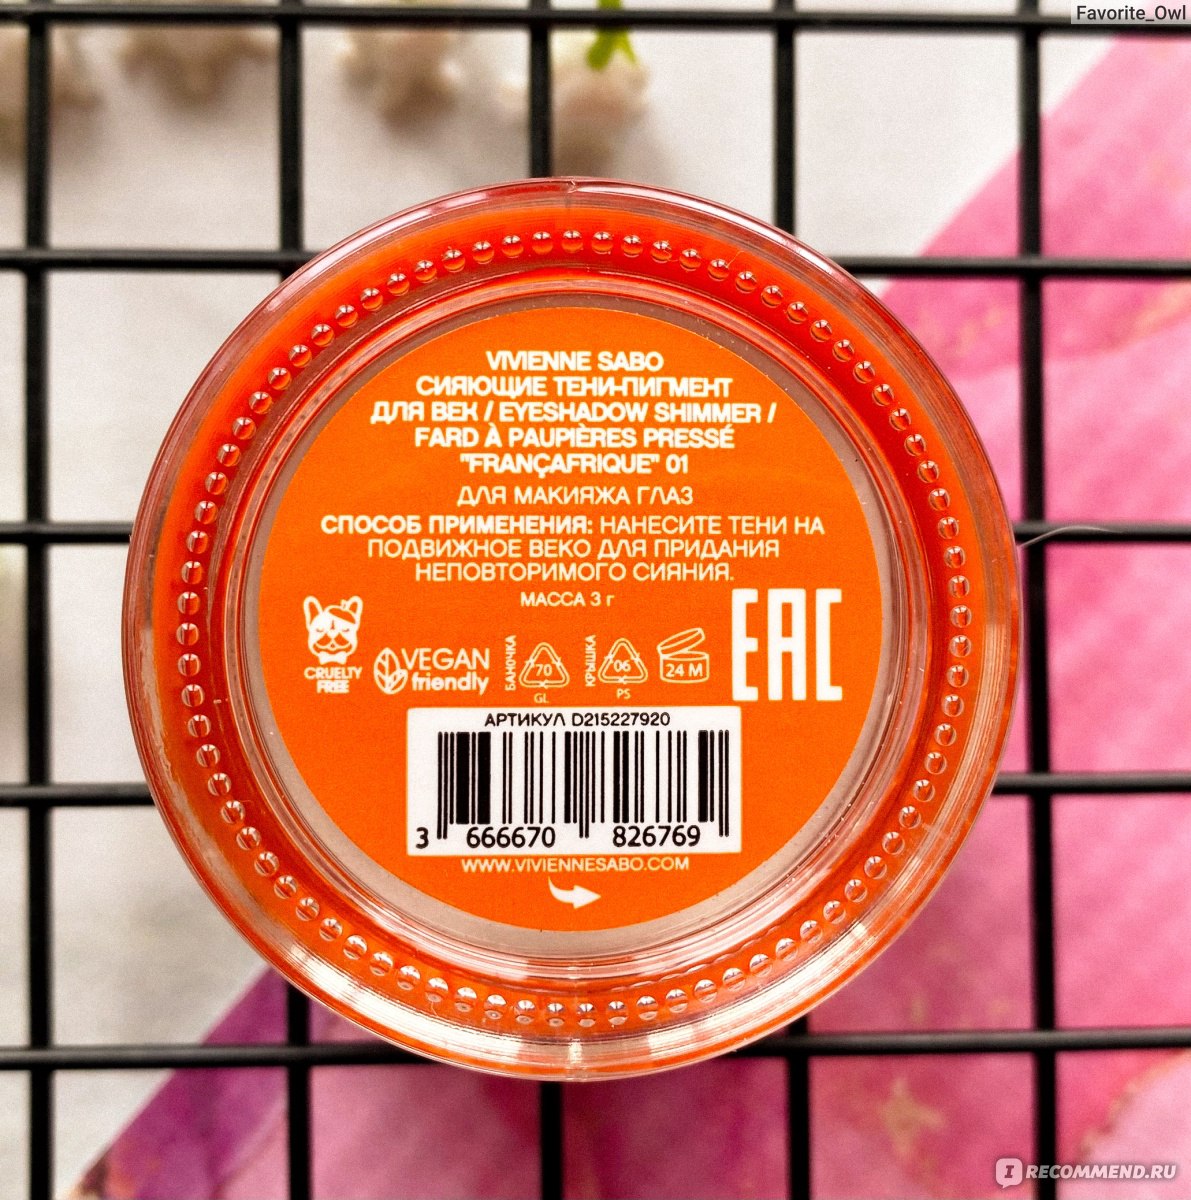 Favorite_Owl
VIVIENNE SABO
СИЯЮЩИЕ ТЕНИ-ПИГМЕНТ
ДЛЯ ВЕК / EYESHADOW SHIMMER /
FARD À PAUPIÈRES PRESSÉ
"FRANÇAFRIQUE" 01
ДЛЯ МАКИЯЖА ГЛАЗ
СПОСОБ ПРИМЕНЕНИЯ: НАНЕСИТЕ ТЕНИ НА
ПОДВИЖНОЕ ВЕКО ДЛЯ ПРИДАНИЯ
НЕПОВТОРИМОГО СИЯНИЯ.
МАССА 3 г
CRUELTY
FREE
VEGAN
friendly
БАНОЧКА
70
GL
КРЫШКА
06
PS
24 M
EAC
АРТИКУЛ D215227920
3 666670 826769
WWW.VIVIENNESABO.COM
I RECOMMEND.RU